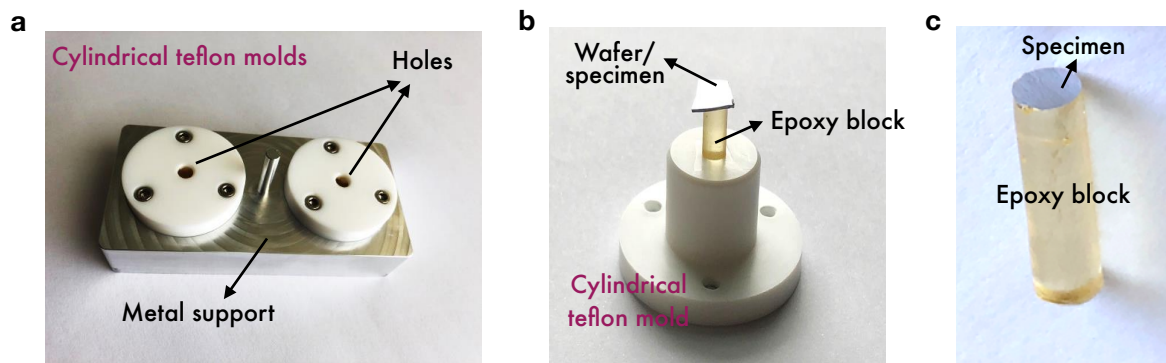 a
Cylindrical teflon molds
Holes
Metal support
b
Wafer/
specimen
Epoxy block
Cylindrical
teflon mold
c
Specimen
Epoxy block